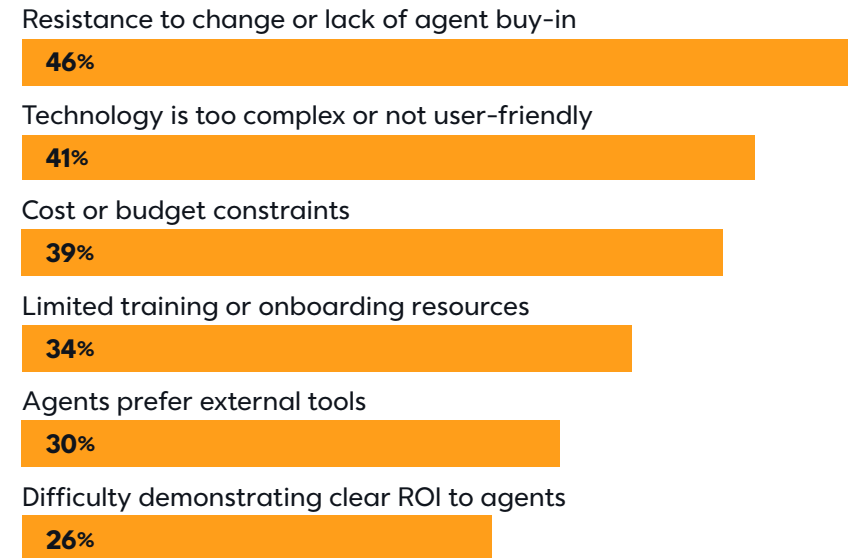 Resistance to change or lack of agent buy-in
46%
Technology is too complex or not user-friendly
41%
Cost or budget constraints
39%
Limited training or onboarding resources
34%
Agents prefer external tools
30%
Difficulty demonstrating clear ROI to agents
26%